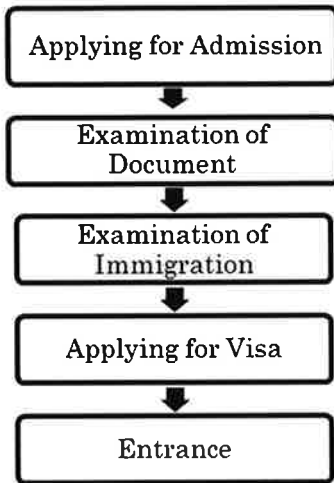 Applying for Admission
Examination of
Document
Examination of
Immigration
Applying for Visa
Entrance